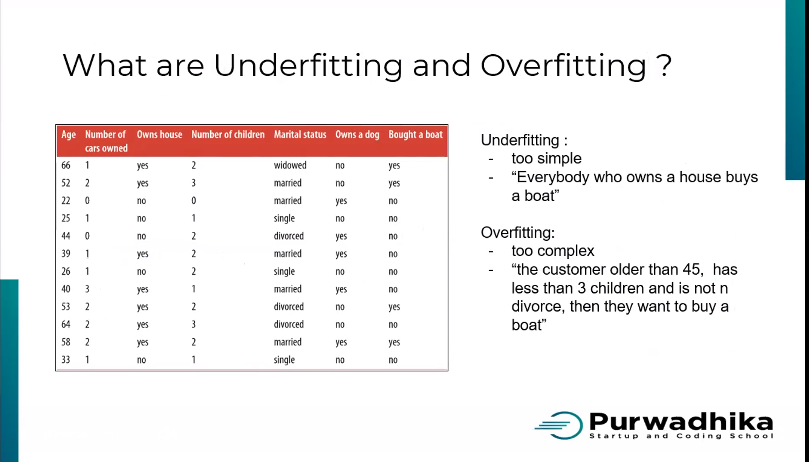 What are Underfitting and Overfitting ?
Age Number of Owns house Number of children Marital status Owns a dog Bought a boat
cars owned
66 1 yes 2 widowed no yes
52 2 yes 3 married no yes
22 0 no 0 married yes no
25 1 no 1 single no no
44 0 no 2 divorced yes no
39 1 yes 2 married yes no
26 1 no 2 single no no
40 3 yes 1 married yes no
53 2 yes 2 divorced no yes
64 2 yes 3 divorced no no
58 2 yes 2 married yes yes
33 1 no 1 single no no
Underfitting :
- too simple
- “Everybody who owns a house buys
a boat”
Overfitting:
- too complex
- “the customer older than 45, has
less than 3 children and is not n
divorce, then they want to buy a
boat”
Purwadhika
Startup and Coding School